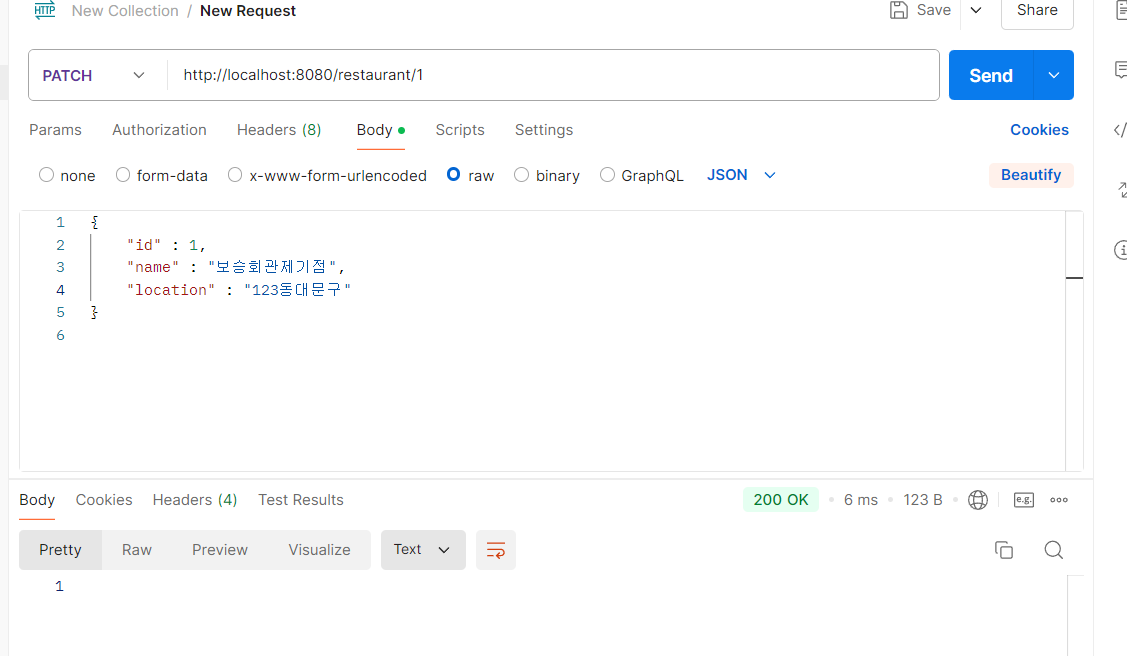 HTTP New Collection / New Request Save Share
PATCH http://localhost:8080/restaurant/1 Send
Params Authorization Headers (8) Body Scripts Settings Cookies
none form-data x-www-form-urlencoded raw binary GraphQL JSON Beautify
1 {
2 "id" : 1,
3 "name" : "보승회관제기점",
4 "location" : "123동대문구"
5 }
6
Body Cookies Headers (4) Test Results 200 OK 6 ms 123 B e.g.
Pretty Raw Preview Visualize Text
1